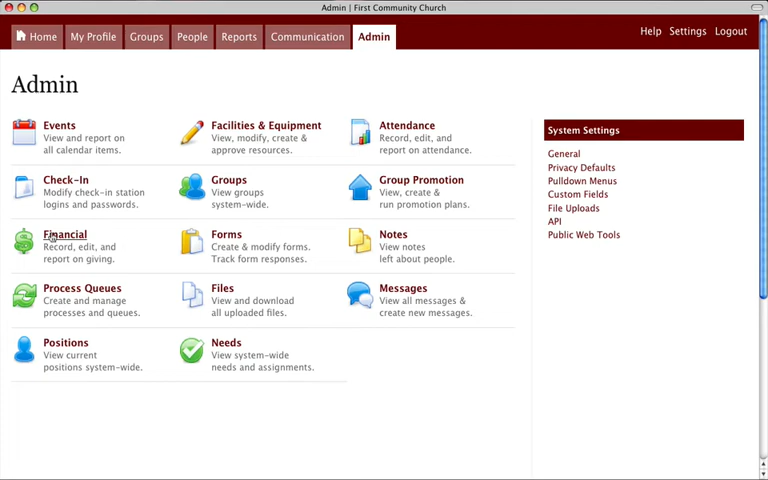 Admin | First Community Church
Home My Profile Groups People Reports Communication Admin
Help Settings Logout
Admin
Events
View and report on
all calendar items.
Facilities & Equipment
View, modify, create &
approve resources.
Attendance
Record, edit, and
report on attendance.
Check-In
Modify check-in station
logins and passwords.
Groups
View groups
system-wide.
Group Promotion
View, create &
run promotion plans.
Financial
Record, edit, and
report on giving.
Forms
Create & modify forms.
Track form responses.
Notes
View notes
left about people.
Process Queues
Create and manage
processes and queues.
Files
View and download
all uploaded files.
Messages
View all messages &
create new messages.
Positions
View current
positions system-wide.
Needs
View system-wide
needs and assignments.
System Settings
General
Privacy Defaults
Pulldown Menus
Custom Fields
File Uploads
API
Public Web Tools